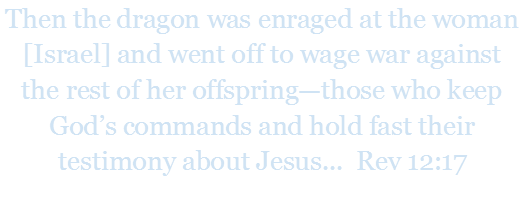 Then the dragon was enraged at the woman
[Israel] and went off to wage war against
the rest of her offspring—those who keep
God’s commands and hold fast their
testimony about Jesus... Rev 12:17